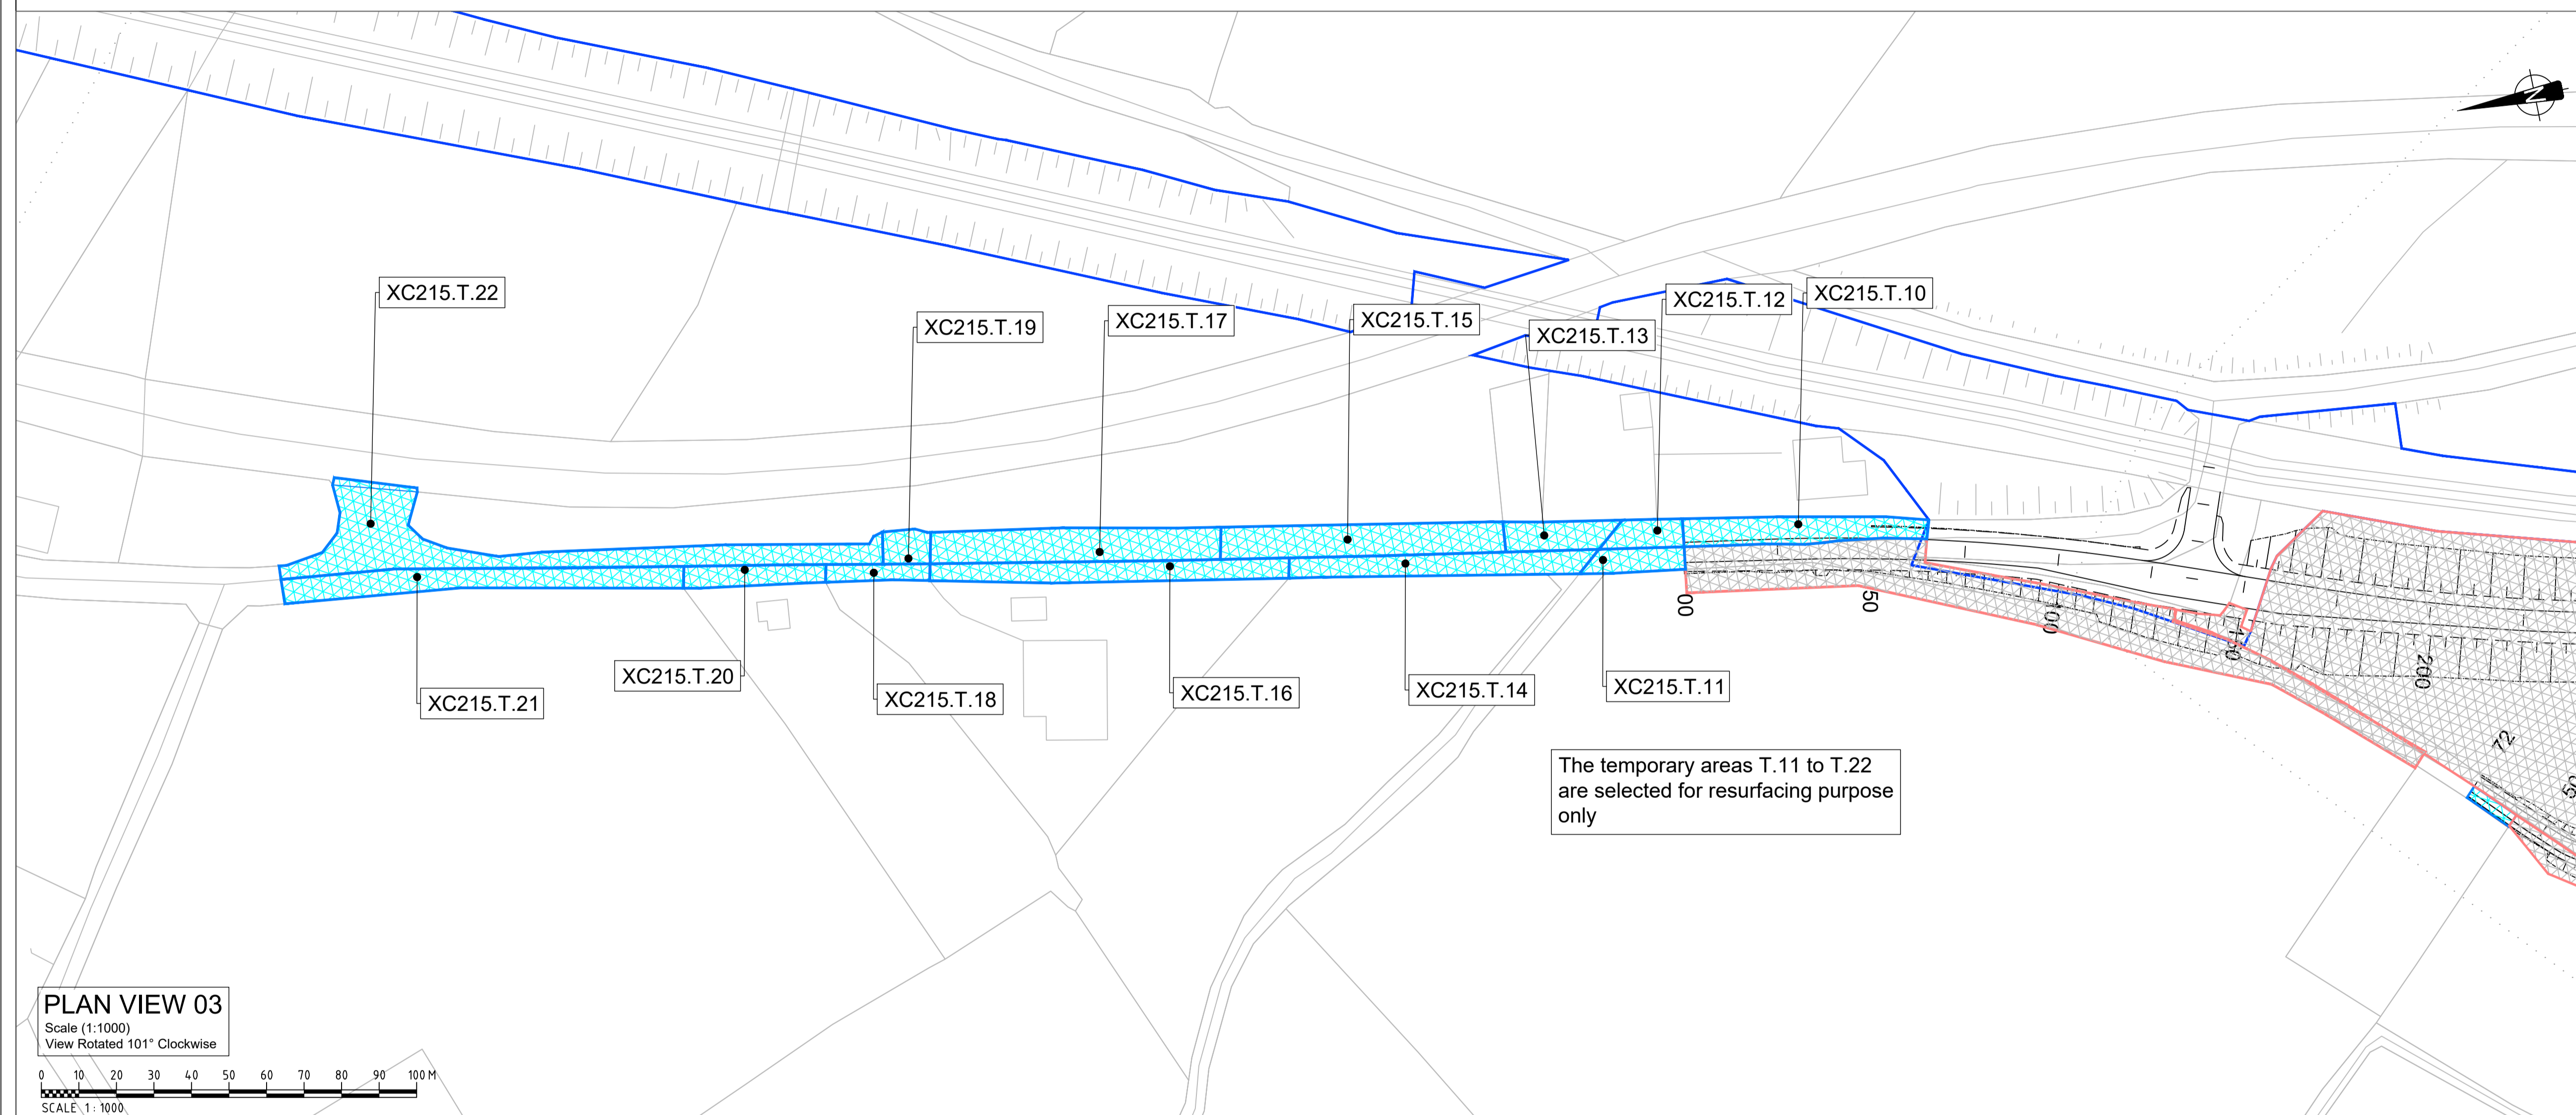 N
XC215.T.22
XC215.T.19
XC215.T.17
XC215.T.15
XC215.T.13
XC215.T.12
XC215.T.10
00
50
100
200
72
XC215.T.21
XC215.T.20
XC215.T.18
XC215.T.16
XC215.T.14
XC215.T.11
The temporary areas T.11 to T.22
are selected for resurfacing purpose
only
PLAN VIEW 03
Scale (1:1000)
View Rotated 101° Clockwise
0 10 20 30 40 50 60 70 80 90 100 M
SCALE 1 : 1000